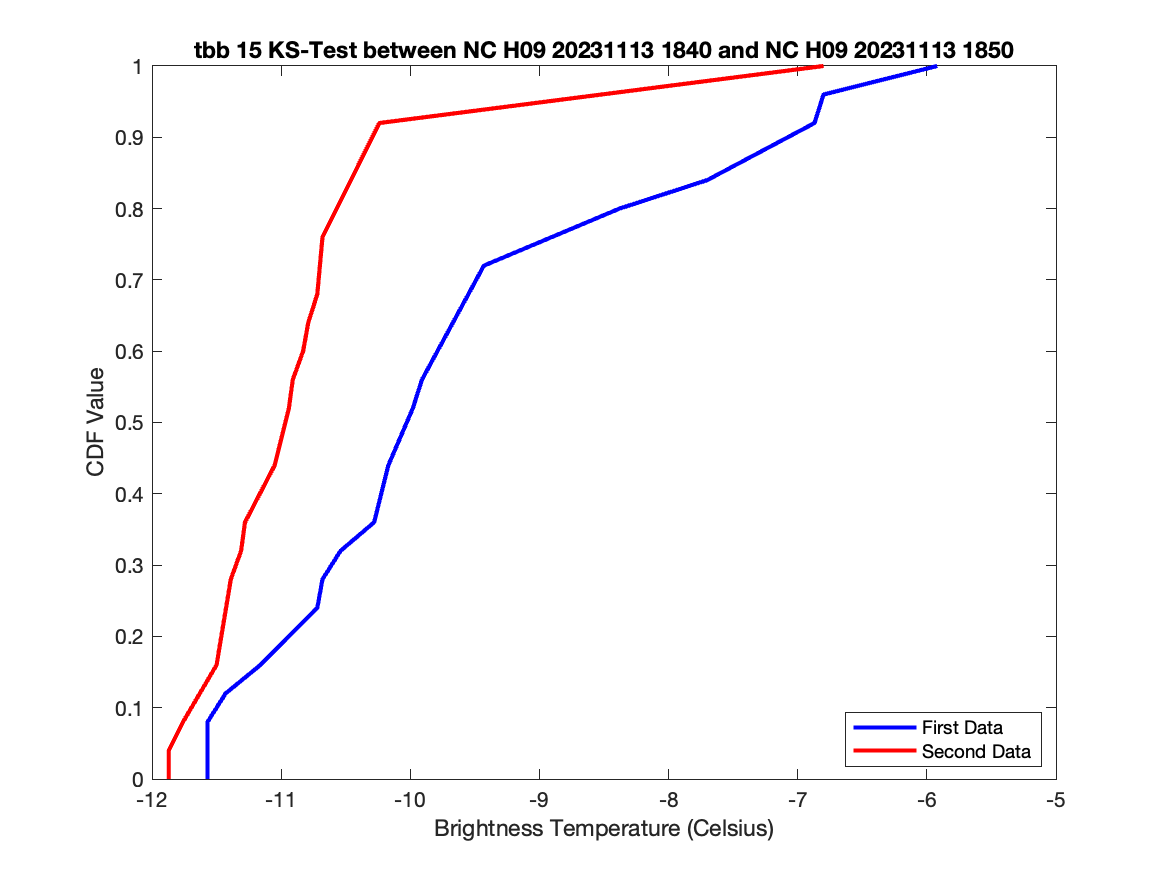 tbb 15 KS-Test between NC H09 20231113 1840 and NC H09 20231113 1850
1
0.9
0.8
0.7
0.6
0.5
0.4
0.3
0.2
0.1
0
CDF Value
-12 -11 -10 -9 -8 -7 -6 -5
Brightness Temperature (Celsius)
First Data
Second Data